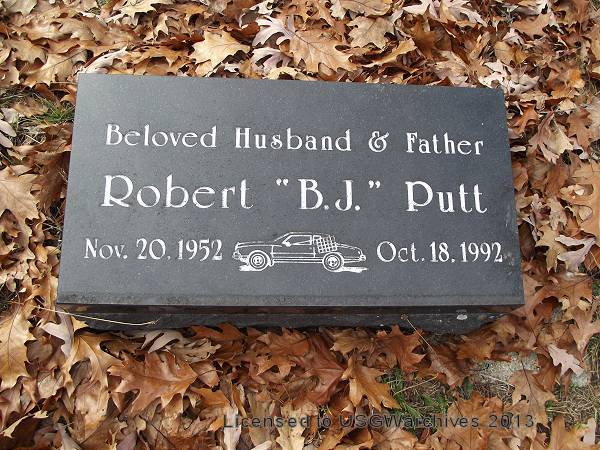 Beloved Husband & Father
Robert "B.J." Putt
Nov. 20, 1952 Oct. 18, 1992
Licensed to USGWarchives 2013